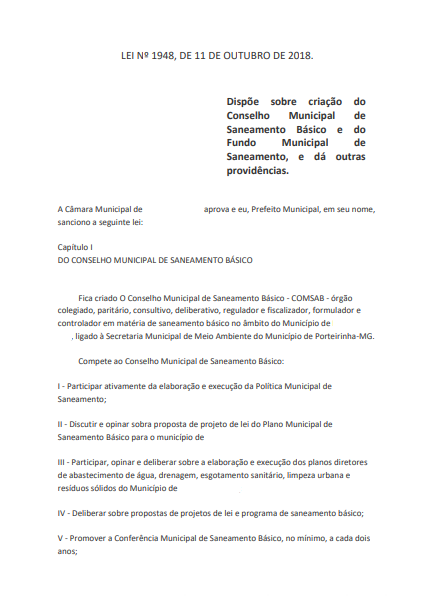 LEI Nº 1948, DE 11 DE OUTUBRO DE 2018.
Dispõe sobre criação do
Conselho Municipal de
Saneamento Básico e do
Fundo Municipal de
Saneamento, e dá outras
providências.
A Câmara Municipal de aprova e eu, Prefeito Municipal, em seu nome,
sanciono a seguinte lei:
Capítulo I
DO CONSELHO MUNICIPAL DE SANEAMENTO BÁSICO
Fica criado O Conselho Municipal de Saneamento Básico - COMSAB - órgão
colegiado, paritário, consultivo, deliberativo, regulador e fiscalizador, formulador e
controlador em matéria de saneamento básico no âmbito do Município de
, ligado à Secretaria Municipal de Meio Ambiente do Município de Porteirinha-MG.
Compete ao Conselho Municipal de Saneamento Básico:
I - Participar ativamente da elaboração e execução da Política Municipal de
Saneamento;
II - Discutir e opinar sobra proposta de projeto de lei do Plano Municipal de
Saneamento Básico para o município de
III - Participar, opinar e deliberar sobre a elaboração e execução dos planos diretores
de abastecimento de água, drenagem, esgotamento sanitário, limpeza urbana e
resíduos sólidos do Município de
IV - Deliberar sobre propostas de projetos de lei e programa de saneamento básico;
V - Promover a Conferência Municipal de Saneamento Básico, no mínimo, a cada dois
anos;